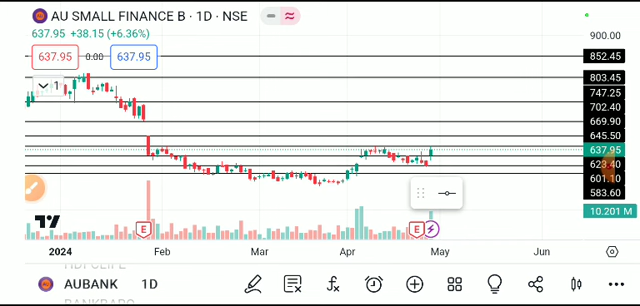 AU SMALL FINANCE B · 1D · NSE
637.95 +38.15 (+6.36%)
637.95 0.00 637.95
1
900.00
852.45
803.45
747.25
702.40
669.90
645.50
637.95
623.40
601.10
583.60
10.201 M
E E
2024 Feb Mar Apr May Jun
AUBANK 1D